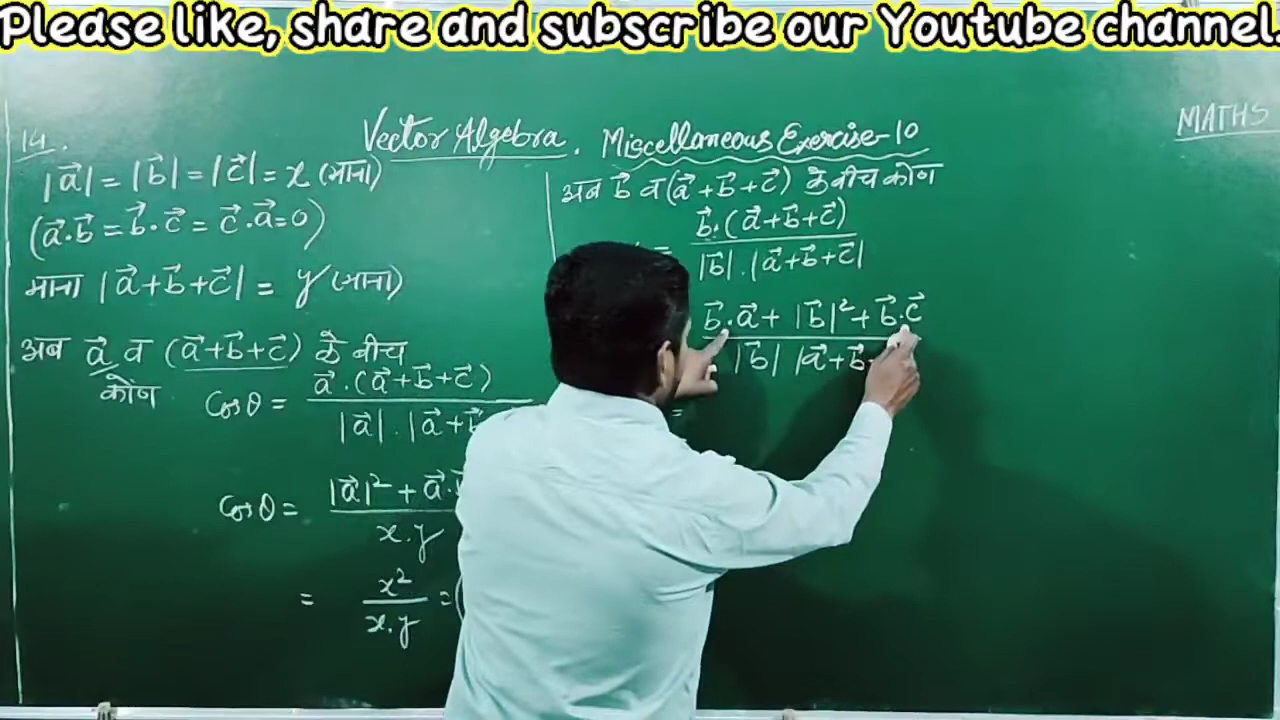 Please like, share and subscribe our Youtube channel.
MATHS
Vector Algebra. Miscellaneous Exercise-10
14.
|a⃗| = |b⃗| = |c⃗| = x (माना)
(a⃗.b⃗ = b⃗.c⃗ = c⃗.a⃗=0)
माना |a⃗+b⃗+c⃗| = y (माना)
अब a⃗ व (a⃗+b⃗+c⃗) के बीच
कोण
Cosθ = a⃗.(a⃗+b⃗+c⃗)
|a⃗|.|a⃗+b
Cosθ = |a⃗|² + a⃗.
x.y
= x² =
x.y
अब b⃗ व (a⃗+b⃗+c⃗) के बीच कोण
= b⃗.(a⃗+b⃗+c⃗)
|b⃗|.|a⃗+b⃗+c⃗|
b⃗.a⃗+ |b⃗|²+ b⃗.c⃗
|b⃗| |a⃗+b⃗
=